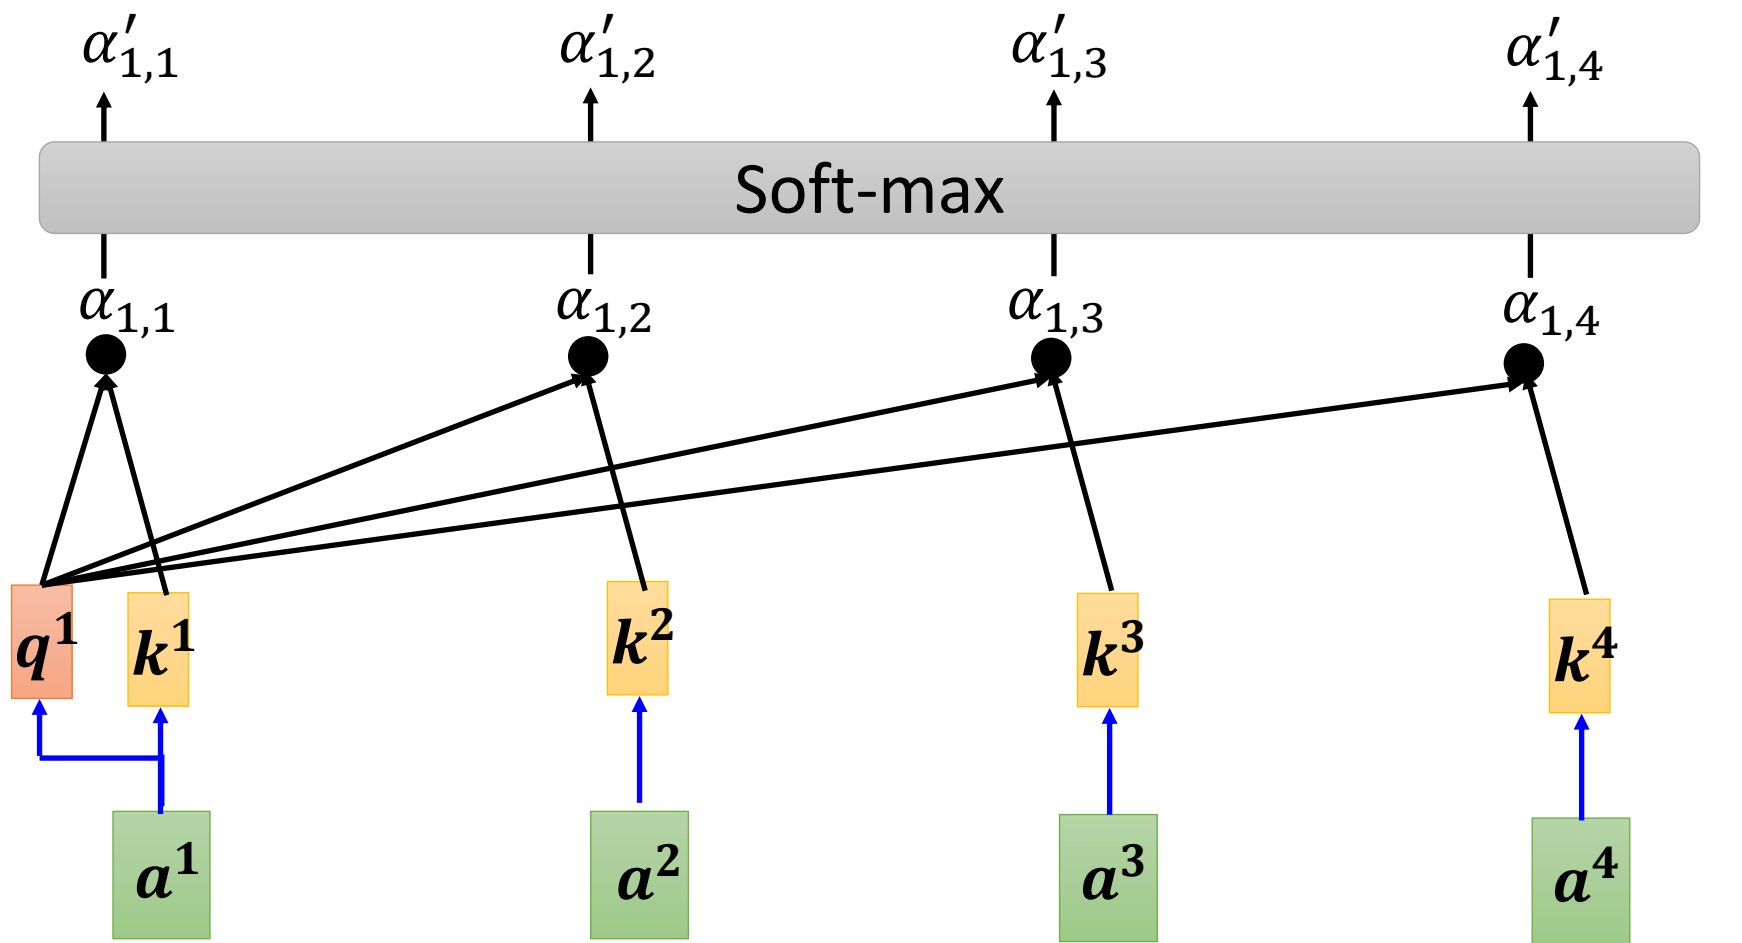 α′1,1 α′1,2 α′1,3 α′1,4
Soft-max
α1,1 α1,2 α1,3 α1,4
q¹ k¹ k² k³ k⁴
a¹ a² a³ a⁴